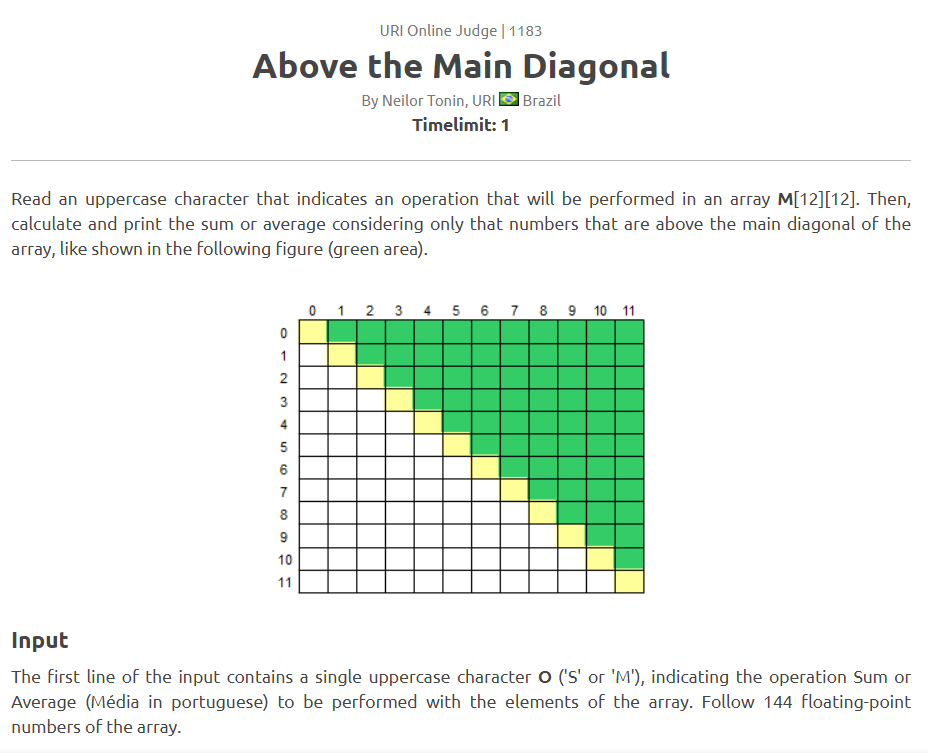 URI Online Judge | 1183
Above the Main Diagonal
By Neilor Tonin, URI Brazil
Timelimit: 1
Read an uppercase character that indicates an operation that will be performed in an array M[12][12]. Then,
calculate and print the sum or average considering only that numbers that are above the main diagonal of the
array, like shown in the following figure (green area).
0 1 2 3 4 5 6 7 8 9 10 11
0
1
2
3
4
5
6
7
8
9
10
11
Input
The first line of the input contains a single uppercase character O ('S' or 'M'), indicating the operation Sum or
Average (Média in portuguese) to be performed with the elements of the array. Follow 144 floating-point
numbers of the array.